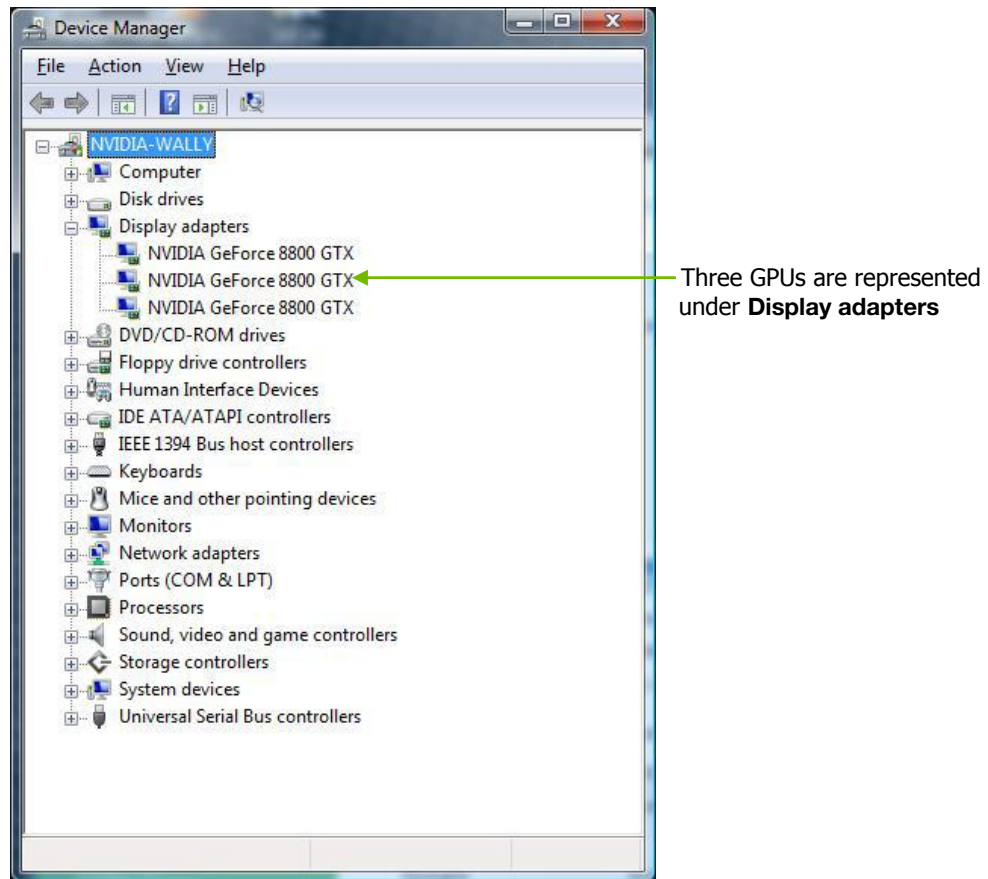 Device Manager
File Action View Help
NVIDIA-WALLY
Computer
Disk drives
Display adapters
NVIDIA GeForce 8800 GTX
NVIDIA GeForce 8800 GTX
NVIDIA GeForce 8800 GTX
DVD/CD-ROM drives
Floppy drive controllers
Human Interface Devices
IDE ATA/ATAPI controllers
IEEE 1394 Bus host controllers
Keyboards
Mice and other pointing devices
Monitors
Network adapters
Ports (COM & LPT)
Processors
Sound, video and game controllers
Storage controllers
System devices
Universal Serial Bus controllers
Three GPUs are represented
under Display adapters